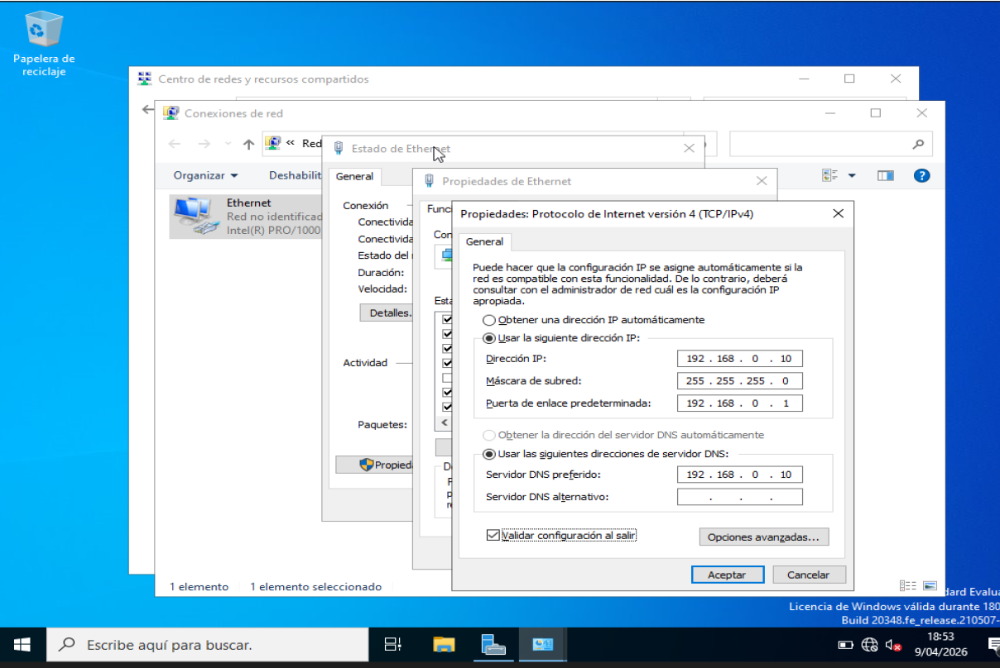 Papelera de
reciclaje
Centro de redes y recursos compartidos
Conexiones de red
« Red
Estado de Ethernet
Organizar
Deshabilit
General
Propiedades de Ethernet
Ethernet
Red no identificad
Intel(R) PRO/1000
Conexión
Conectivida
Conectivida
Estado del
Duración:
Velocidad:
Detalles.
Actividad
Paquetes:
Propied
Func
Con
Esta
Propiedades: Protocolo de Internet versión 4 (TCP/IPv4)
General
Puede hacer que la configuración IP se asigne automáticamente si la
red es compatible con esta funcionalidad. De lo contrario, deberá
consultar con el administrador de red cuál es la configuración IP
apropiada.
Obtener una dirección IP automáticamente
Usar la siguiente dirección IP:
Dirección IP: 192 . 168 . 0 . 10
Máscara de subred: 255 . 255 . 255 . 0
Puerta de enlace predeterminada: 192 . 168 . 0 . 1
Obtener la dirección del servidor DNS automáticamente
Usar las siguientes direcciones de servidor DNS:
Servidor DNS preferido: 192 . 168 . 0 . 10
Servidor DNS alternativo: . . .
Validar configuración al salir
Opciones avanzadas...
Aceptar
Cancelar
1 elemento
1 elemento seleccionado
dard Evalua
Licencia de Windows válida durante 180
Build 20348.fe_release.210507-
Escribe aquí para buscar.
18:53
9/04/2026